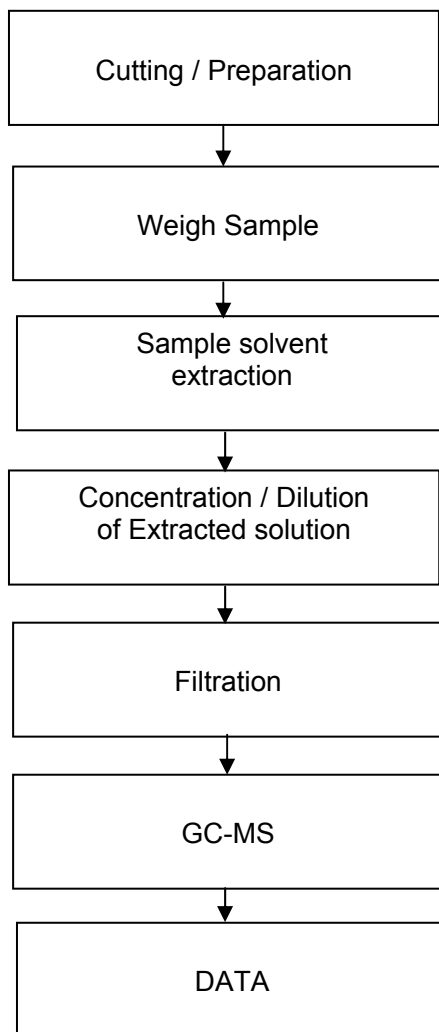 Cutting / Preparation
Weigh Sample
Sample solvent
extraction
Concentration / Dilution
of Extracted solution
Filtration
GC-MS
DATA